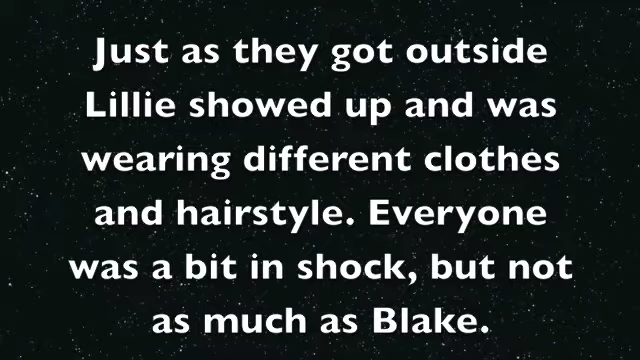 Just as they got outside
Lillie showed up and was
wearing different clothes
and hairstyle. Everyone
was a bit in shock, but not
as much as Blake.